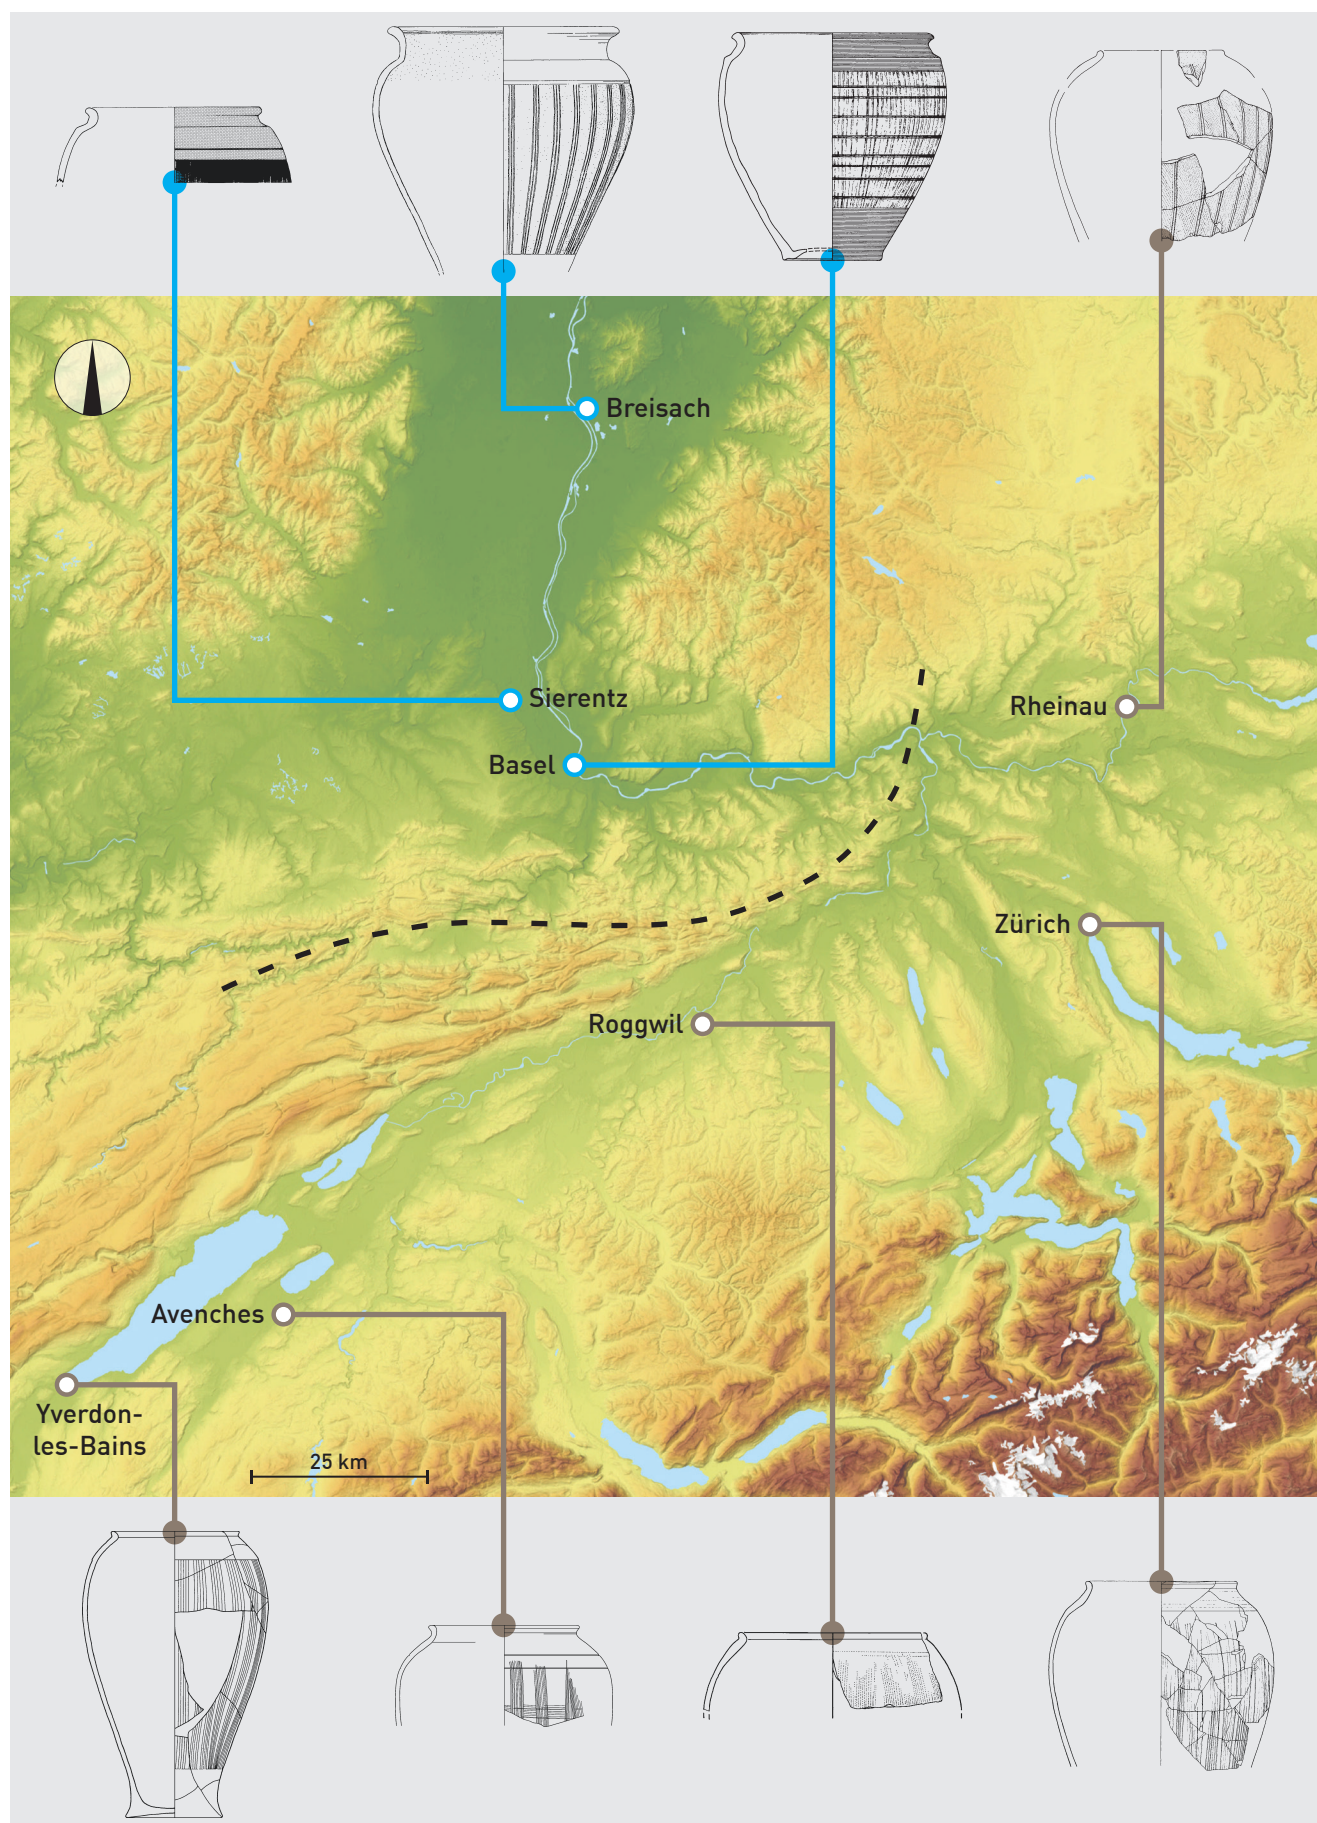 Breisach
Sierentz
Rheinau
Basel
Zürich
Roggwil
Avenches
Yverdon-
les-Bains
25 km